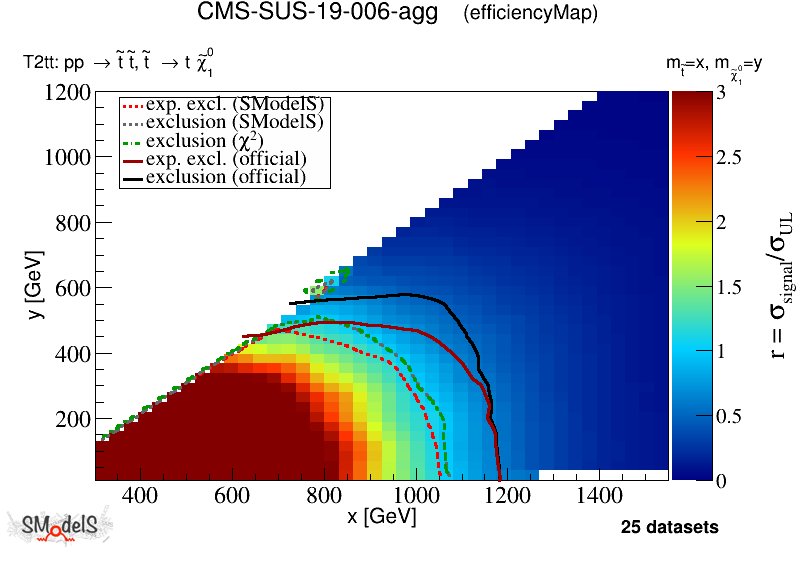 CMS-SUS-19-006-agg (efficiencyMap)
T2tt: pp → t̃ t̃, t̃ → t χ̃₁⁰
m_t̃=x, m_χ̃₁⁰=y
exp. excl. (SModelS)
exclusion (SModelS)
exclusion (χ²)
exp. excl. (official)
exclusion (official)
1200
1000
800
600
400
200
y [GeV]
400 600 800 1000 1200 1400
x [GeV]
3
2.5
2
1.5
1
0.5
0
r = σ_signal/σ_UL
SModelS
25 datasets